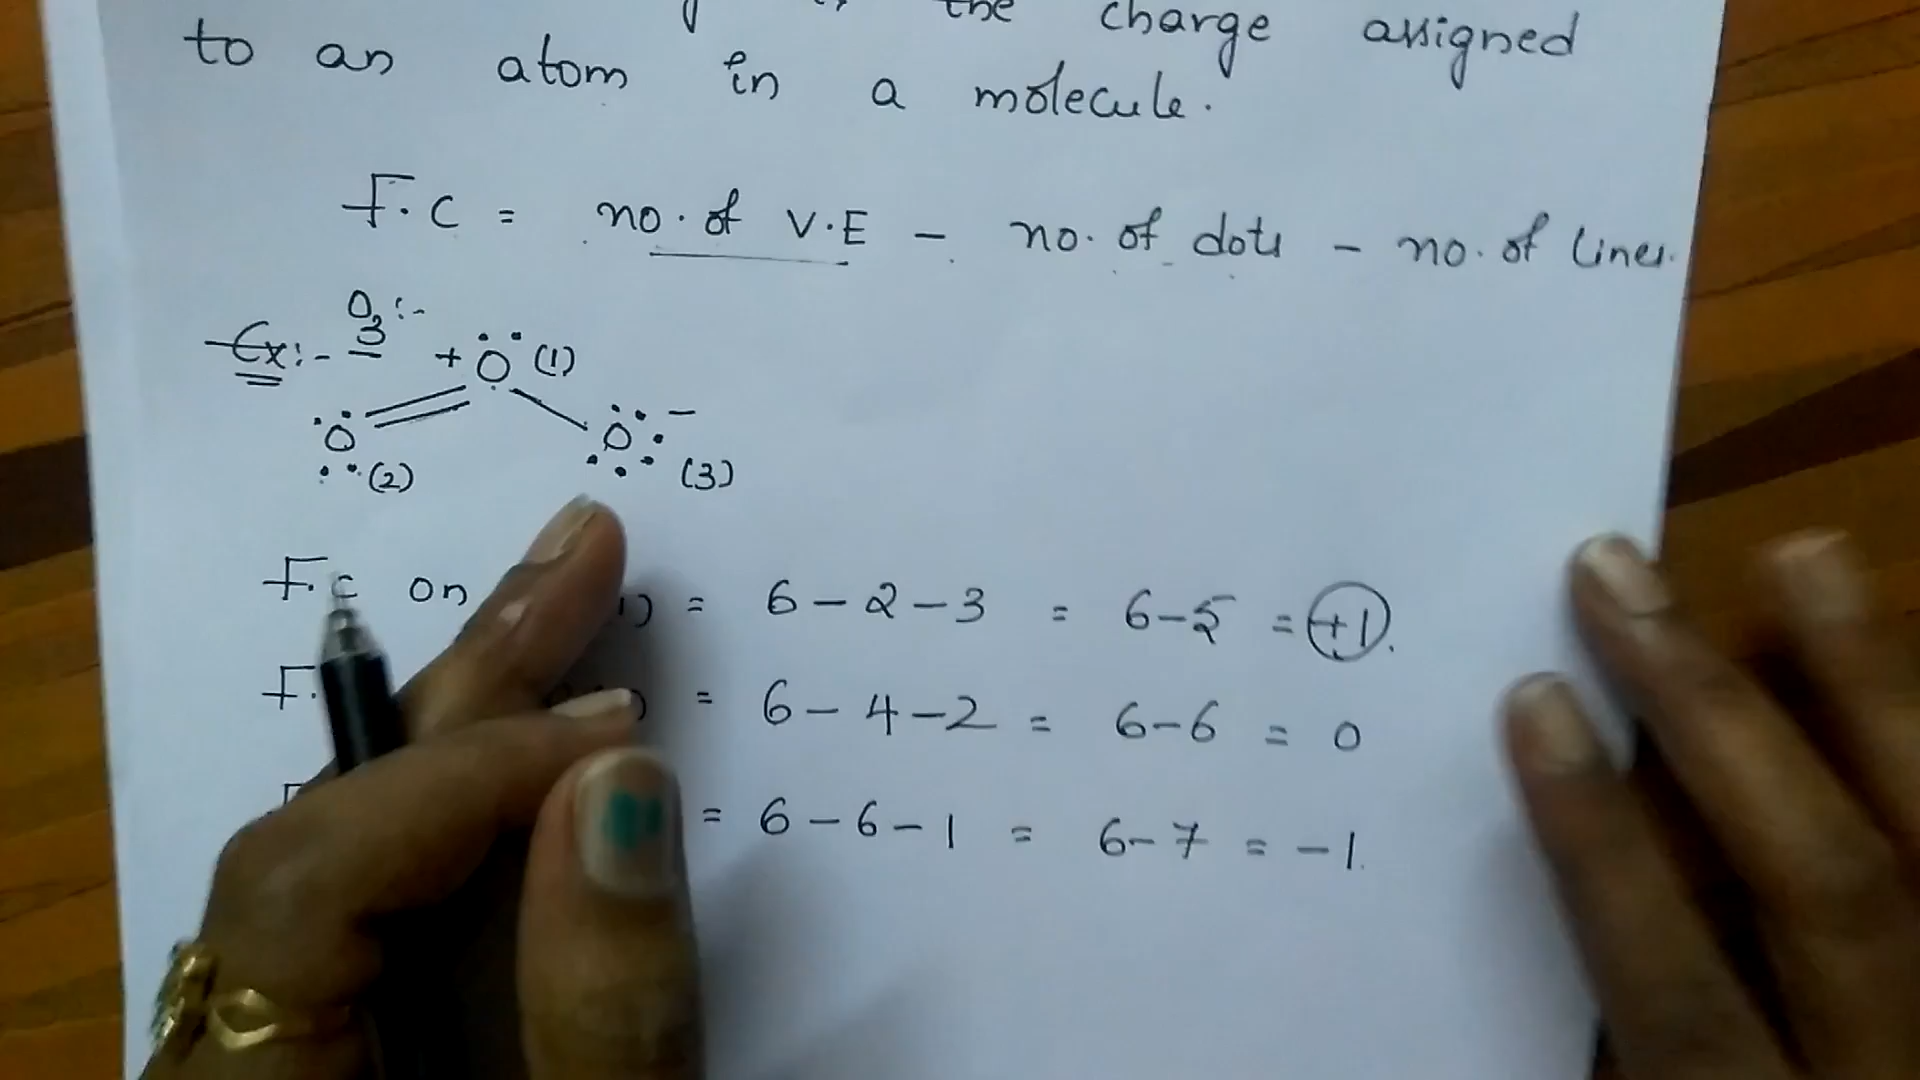 the charge assigned
to an atom in a molecule.
F.C = no. of V.E - no. of dots - no. of lines.
Ex:- O3 :-
+ O (1)
O (2)
O - (3)
F.C on 1) = 6-2-3 = 6-5 = +1.
F. ) = 6-4-2 = 6-6 = 0
= 6-6-1 = 6-7 = -1.